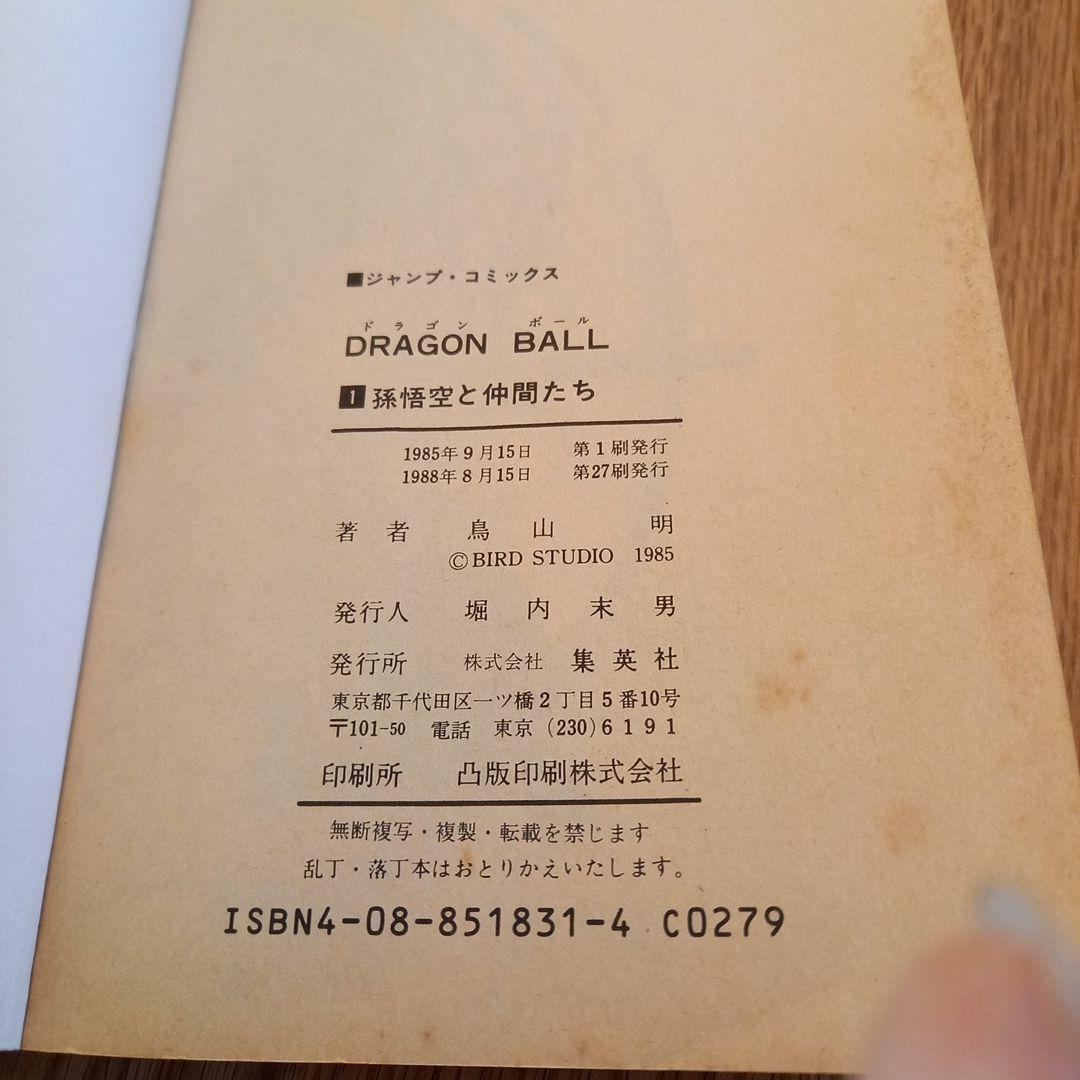 ■ジャンプ・コミックス
ドラゴン ボール
DRAGON BALL
1 孫悟空と仲間たち
1985年9月15日 第1刷発行
1988年8月15日 第27刷発行
著者 鳥山 明
©BIRD STUDIO 1985
発行人 堀内末男
発行所 株式会社 集英社
東京都千代田区一ツ橋2丁目5番10号
〒101-50 電話 東京(230)6191
印刷所 凸版印刷株式会社
無断複写・複製・転載を禁じます
乱丁・落丁本はおとりかえいたします。
ISBN4-08-851831-4 C0279